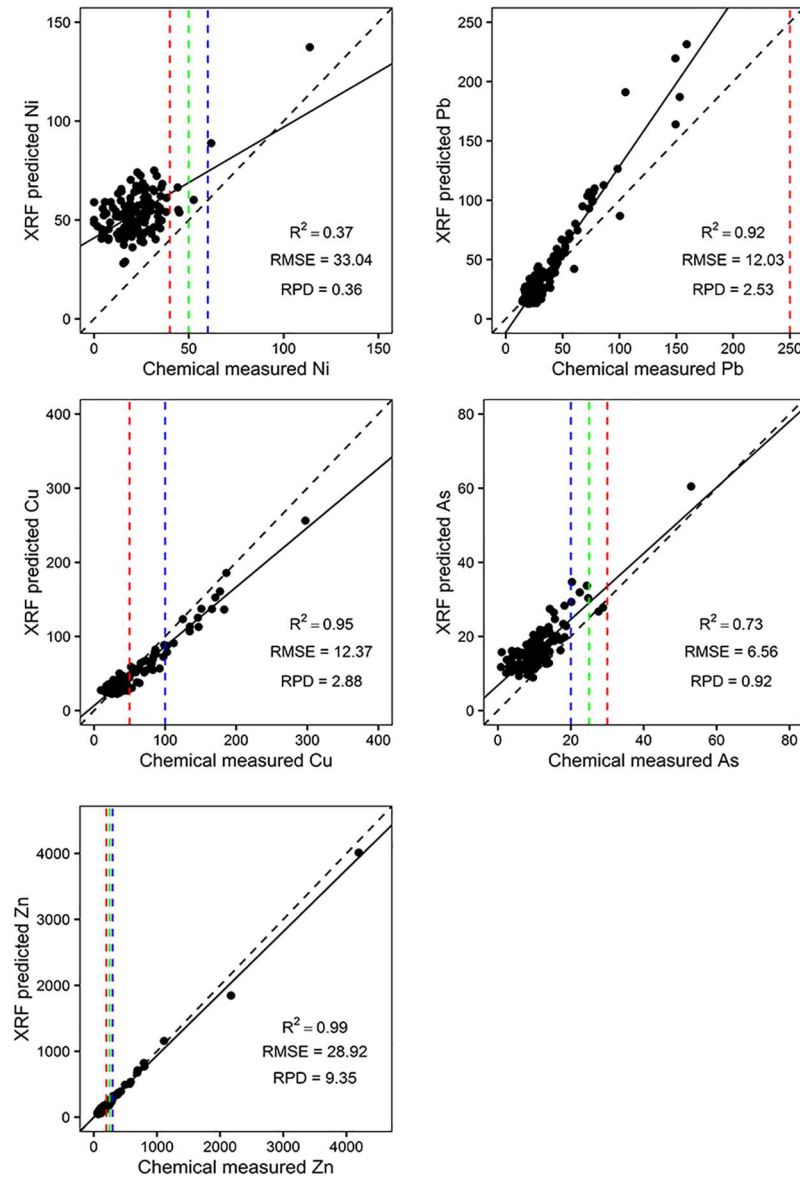 150
100
50
0
XRF predicted Ni
R² = 0.37
RMSE = 33.04
RPD = 0.36
0 50 100 150
Chemical measured Ni
250
200
150
100
50
0
XRF predicted Pb
R² = 0.92
RMSE = 12.03
RPD = 2.53
0 50 100 150 200 250
Chemical measured Pb
400
300
200
100
0
XRF predicted Cu
R² = 0.95
RMSE = 12.37
RPD = 2.88
0 100 200 300 400
Chemical measured Cu
80
60
40
20
0
XRF predicted As
R² = 0.73
RMSE = 6.56
RPD = 0.92
0 20 40 60 80
Chemical measured As
4000
3000
2000
1000
0
XRF predicted Zn
R² = 0.99
RMSE = 28.92
RPD = 9.35
0 1000 2000 3000 4000
Chemical measured Zn